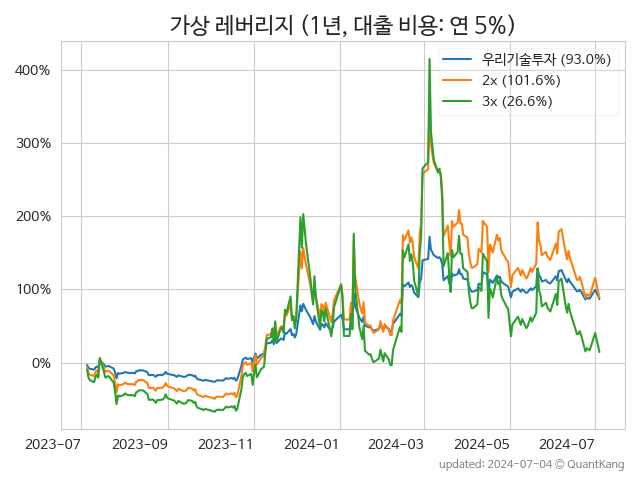 가상 레버리지 (1년, 대출 비용: 연 5%)
우리기술투자 (93.0%)
2x (101.6%)
3x (26.6%)
400%
300%
200%
100%
0%
2023-07
2023-09
2023-11
2024-01
2024-03
2024-05
2024-07
updated: 2024-07-04 © QuantKang